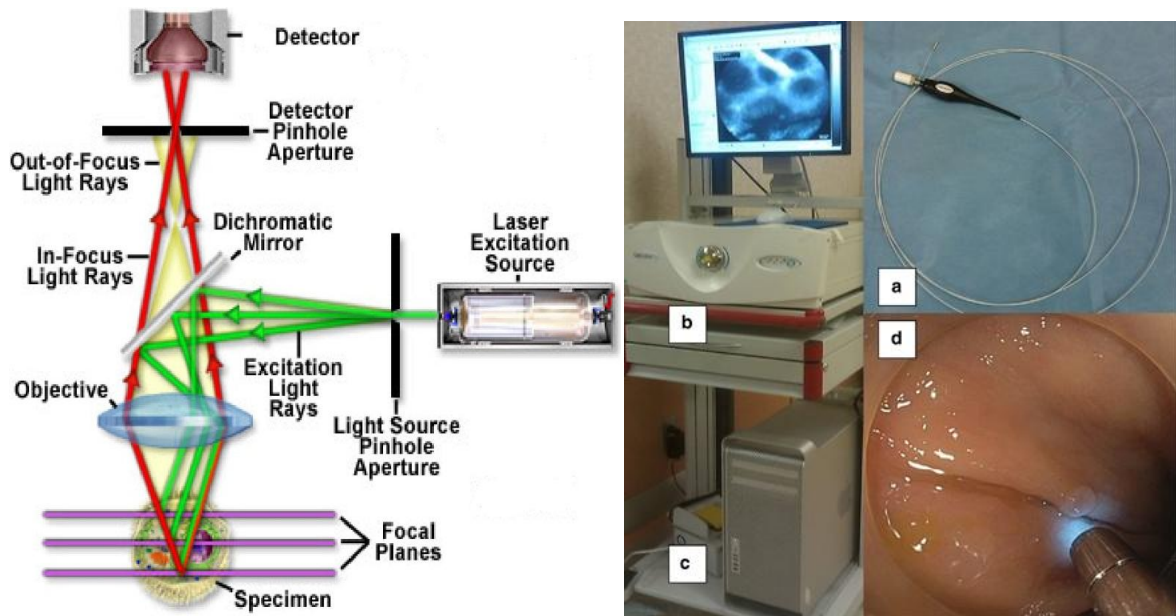 Detector
Detector
Pinhole
Aperture
Out-of-Focus
Light Rays
Dichromatic
Mirror
In-Focus
Light Rays
Laser
Excitation
Source
Excitation
Light
Rays
Objective
Light Source
Pinhole
Aperture
Focal
Planes
Specimen
a
b
c
d